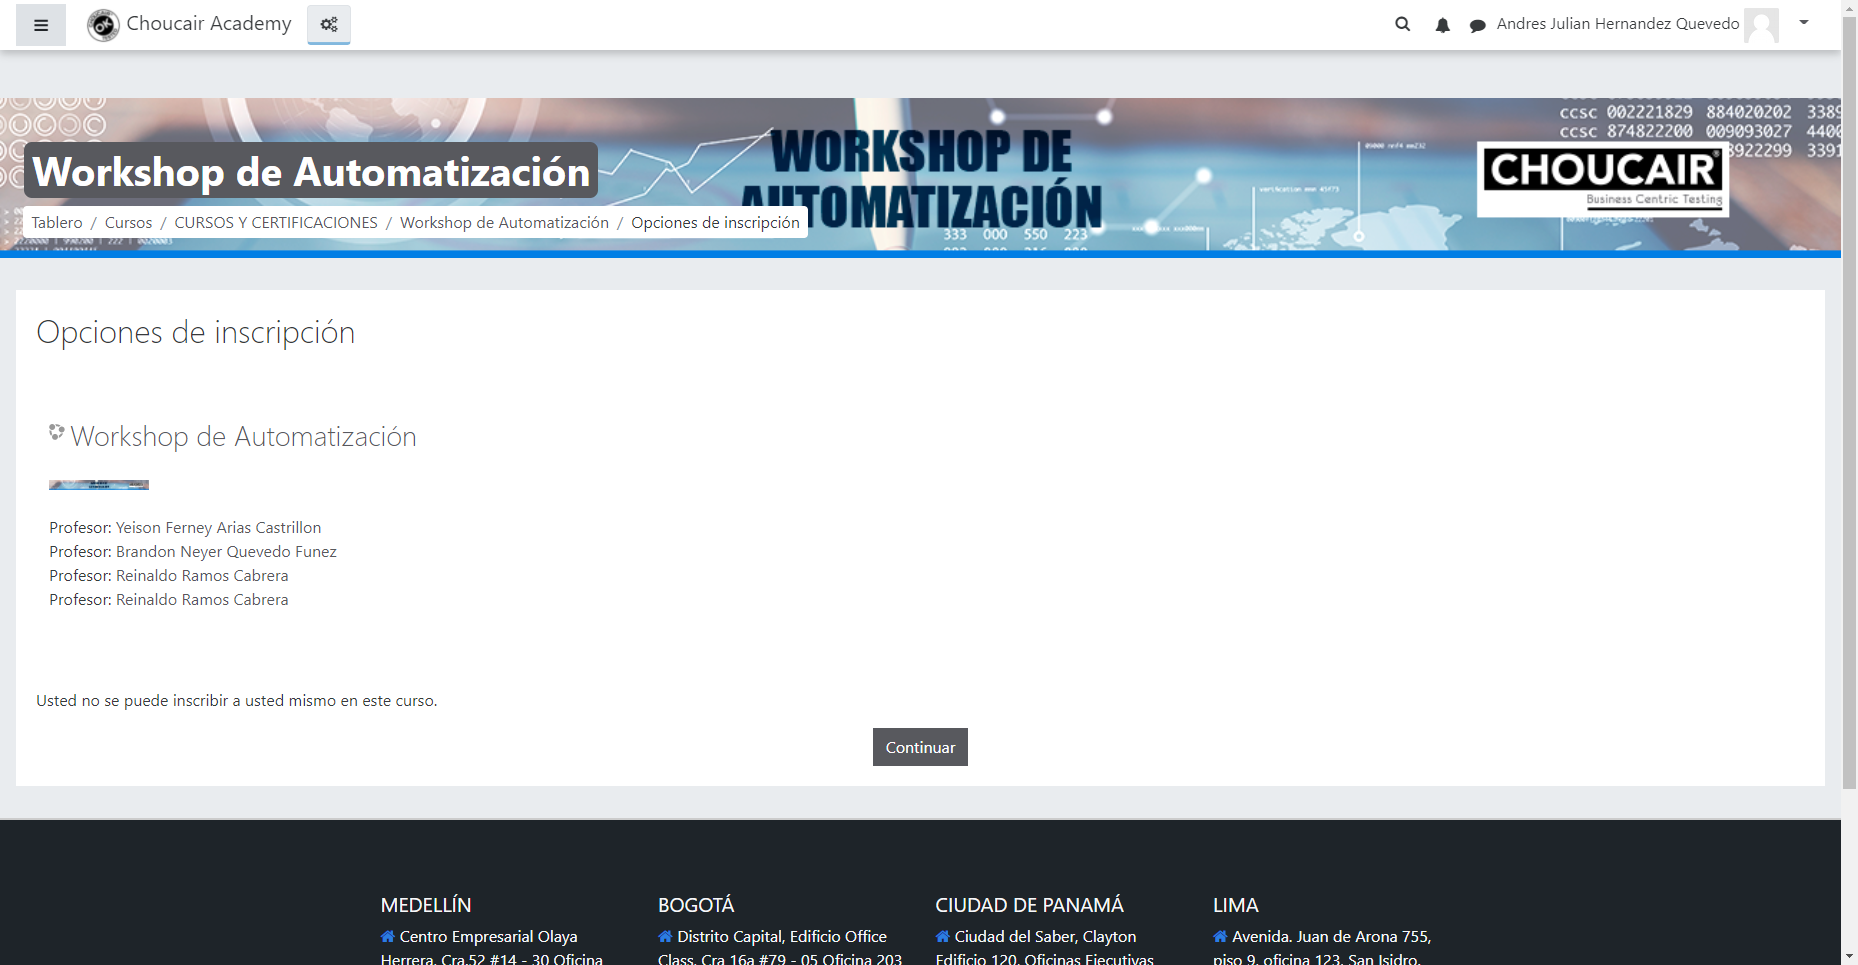 Choucair Academy
Andres Julian Hernandez Quevedo
ccsc 002221829 884020202 3389
ccsc 874822200 009093027 4400
8922299 3391
WORKSHOP DE
AUTOMATIZACIÓN
CHOUCAIR
Business Centric Testing
Workshop de Automatización
Tablero / Cursos / CURSOS Y CERTIFICACIONES / Workshop de Automatización / Opciones de inscripción
333 000 550 223
Opciones de inscripción
Workshop de Automatización
Profesor: Yeison Ferney Arias Castrillon
Profesor: Brandon Neyer Quevedo Funez
Profesor: Reinaldo Ramos Cabrera
Profesor: Reinaldo Ramos Cabrera
Usted no se puede inscribir a usted mismo en este curso.
Continuar
MEDELLÍN
Centro Empresarial Olaya
Herrera, Cra.52 #14 - 30 Oficina
BOGOTÁ
Distrito Capital, Edificio Office
Class. Cra 16a #79 - 05 Oficina 203
CIUDAD DE PANAMÁ
Ciudad del Saber, Clayton
Edificio 120, Oficinas Ejecutivas
LIMA
Avenida. Juan de Arona 755,
piso 9, oficina 123, San Isidro,